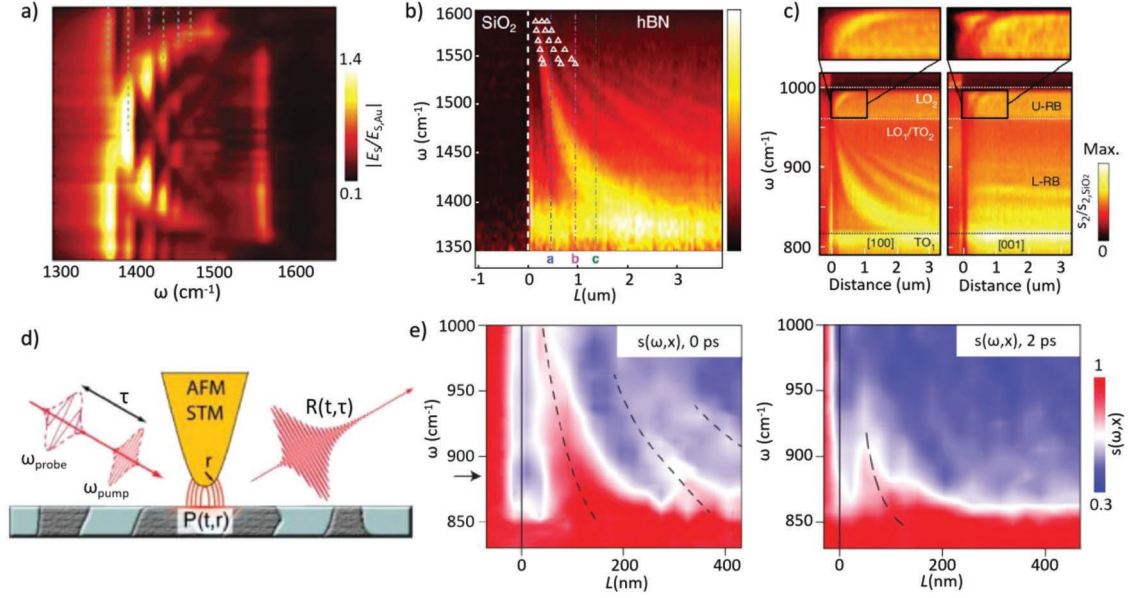 a)
|E_S/E_S,Au|
1.4
0.1
1300 1400 1500 1600
ω (cm⁻¹)
b)
SiO₂ hBN
1600
1550
1500
1450
1400
1350
ω (cm⁻¹)
a b c
-1 0 1 2 3
L(um)
c)
1000
900
800
ω (cm⁻¹)
LO₂
LO₁/TO₂
[100] TO₁
U-RB
L-RB
[001]
0 1 2 3
Distance (um)
0 1 2 3
Distance (um)
Max.
s₂/s₂,SiO₂
0
d)
τ
ω_probe
ω_pump
AFM
STM
r
P(t,r)
R(t,τ)
e)
s(ω,x), 0 ps
1000
950
900
850
ω (cm⁻¹)
0 200 400
L(nm)
s(ω,x), 2 ps
1000
950
900
850
ω (cm⁻¹)
0 200 400
L(nm)
1
s(ω,x)
0.3